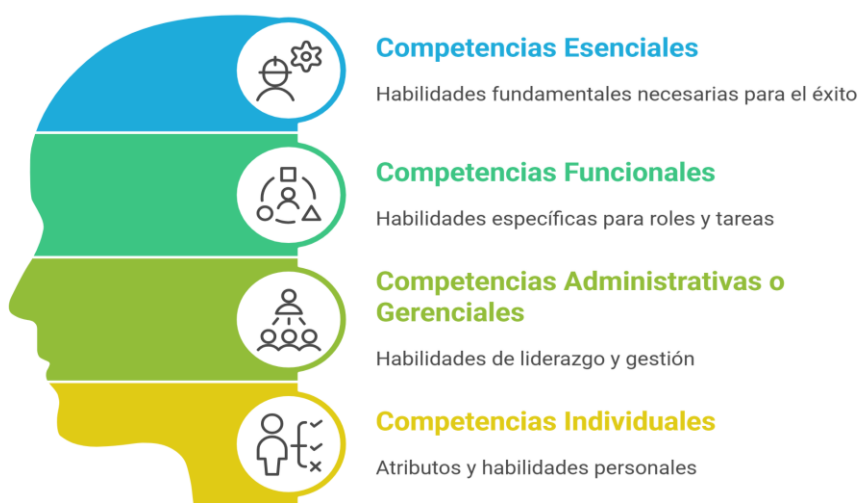 Competencias Esenciales
Habilidades fundamentales necesarias para el éxito
Competencias Funcionales
Habilidades específicas para roles y tareas
Competencias Administrativas o
Gerenciales
Habilidades de liderazgo y gestión
Competencias Individuales
Atributos y habilidades personales